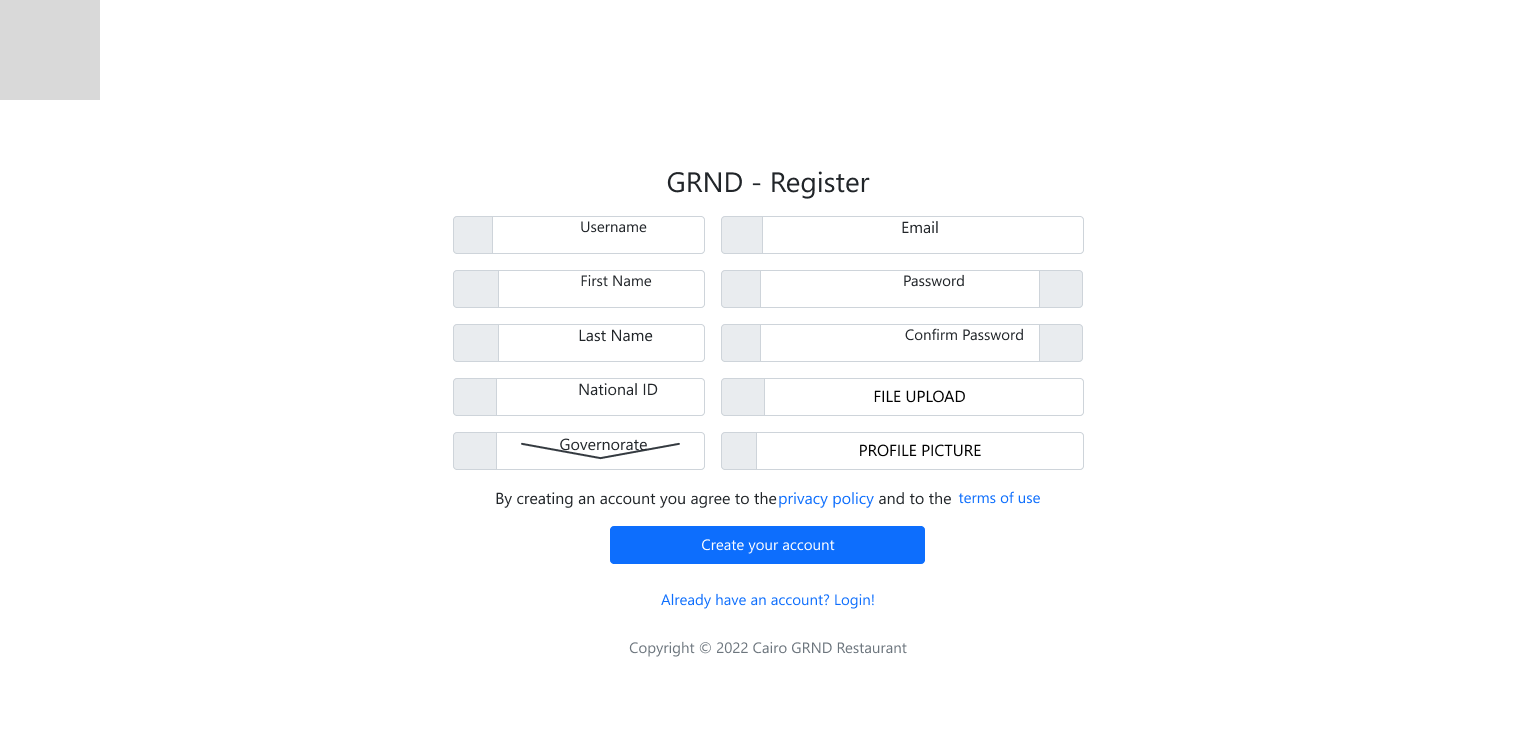 GRND - Register
Username Email
First Name Password
Last Name Confirm Password
National ID FILE UPLOAD
Governorate PROFILE PICTURE
By creating an account you agree to the privacy policy and to the terms of use
Create your account
Already have an account? Login!
Copyright © 2022 Cairo GRND Restaurant